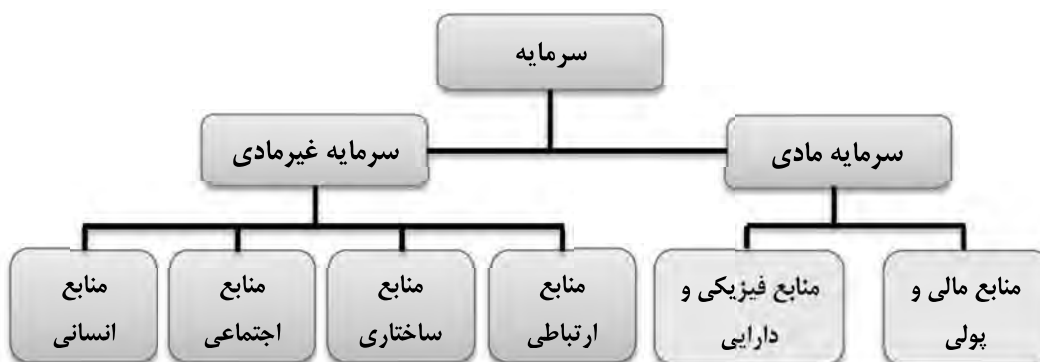 سرمایه
سرمایه مادی
سرمایه غیرمادی
منابع مالی و
پولی
منابع فیزیکی و
دارایی
منابع
ارتباطی
منابع
ساختاری
منابع
اجتماعی
منابع
انسانی